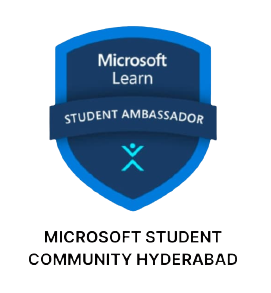 Microsoft
Learn
STUDENT AMBASSADOR
MICROSOFT STUDENT
COMMUNITY HYDERABAD